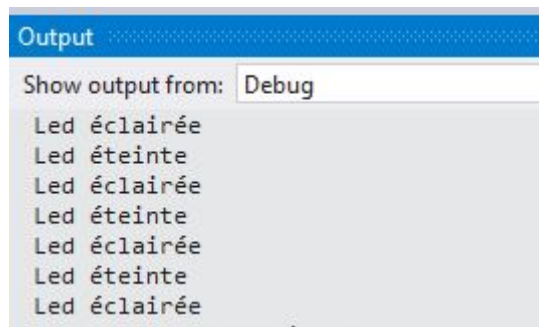 Output
Show output from: Debug
Led éclairée
Led éteinte
Led éclairée
Led éteinte
Led éclairée
Led éteinte
Led éclairée